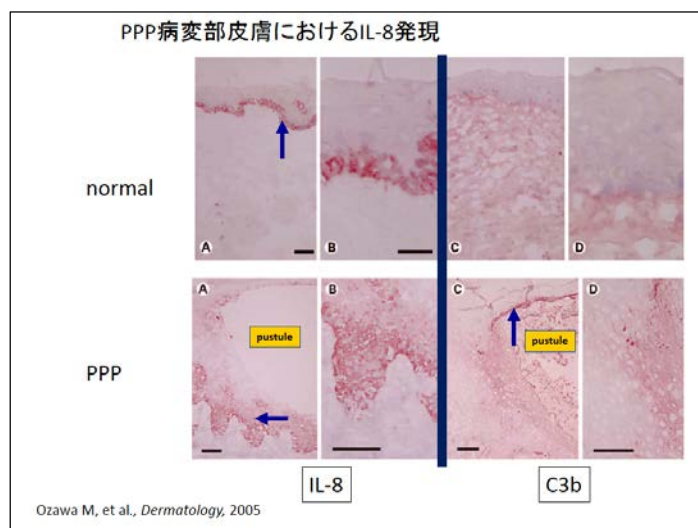 PPP病変部皮膚におけるIL-8発現
normal
A
B
C
D
PPP
A
pustule
B
C
pustule
D
IL-8
C3b
Ozawa M, et al., Dermatology, 2005